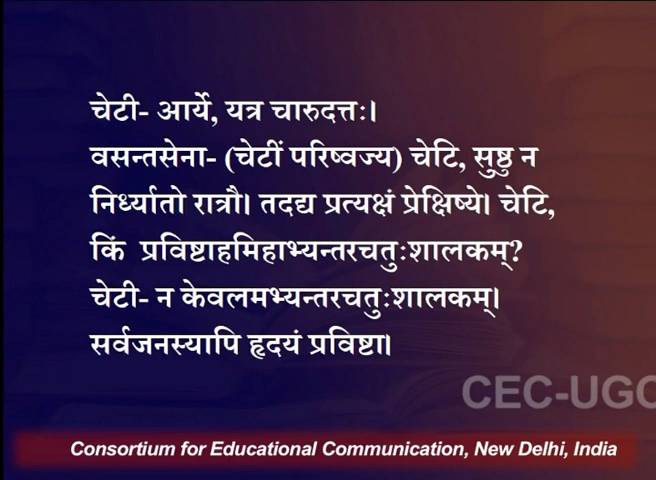 चेटी- आर्ये, यत्र चारुदत्तः।
वसन्तसेना- (चेटीं परिष्वज्य) चेटि, सुष्ठु न
निर्ध्यातो रात्रौ। तदद्य प्रत्यक्षं प्रेक्षिष्ये। चेटि,
किं प्रविष्टाहमिहाभ्यन्तरचतुःशालकम्?
चेटी- न केवलमभ्यन्तरचतुःशालकम्।
सर्वजनस्यापि हृदयं प्रविष्टा।
CEC-UGC
Consortium for Educational Communication, New Delhi, India